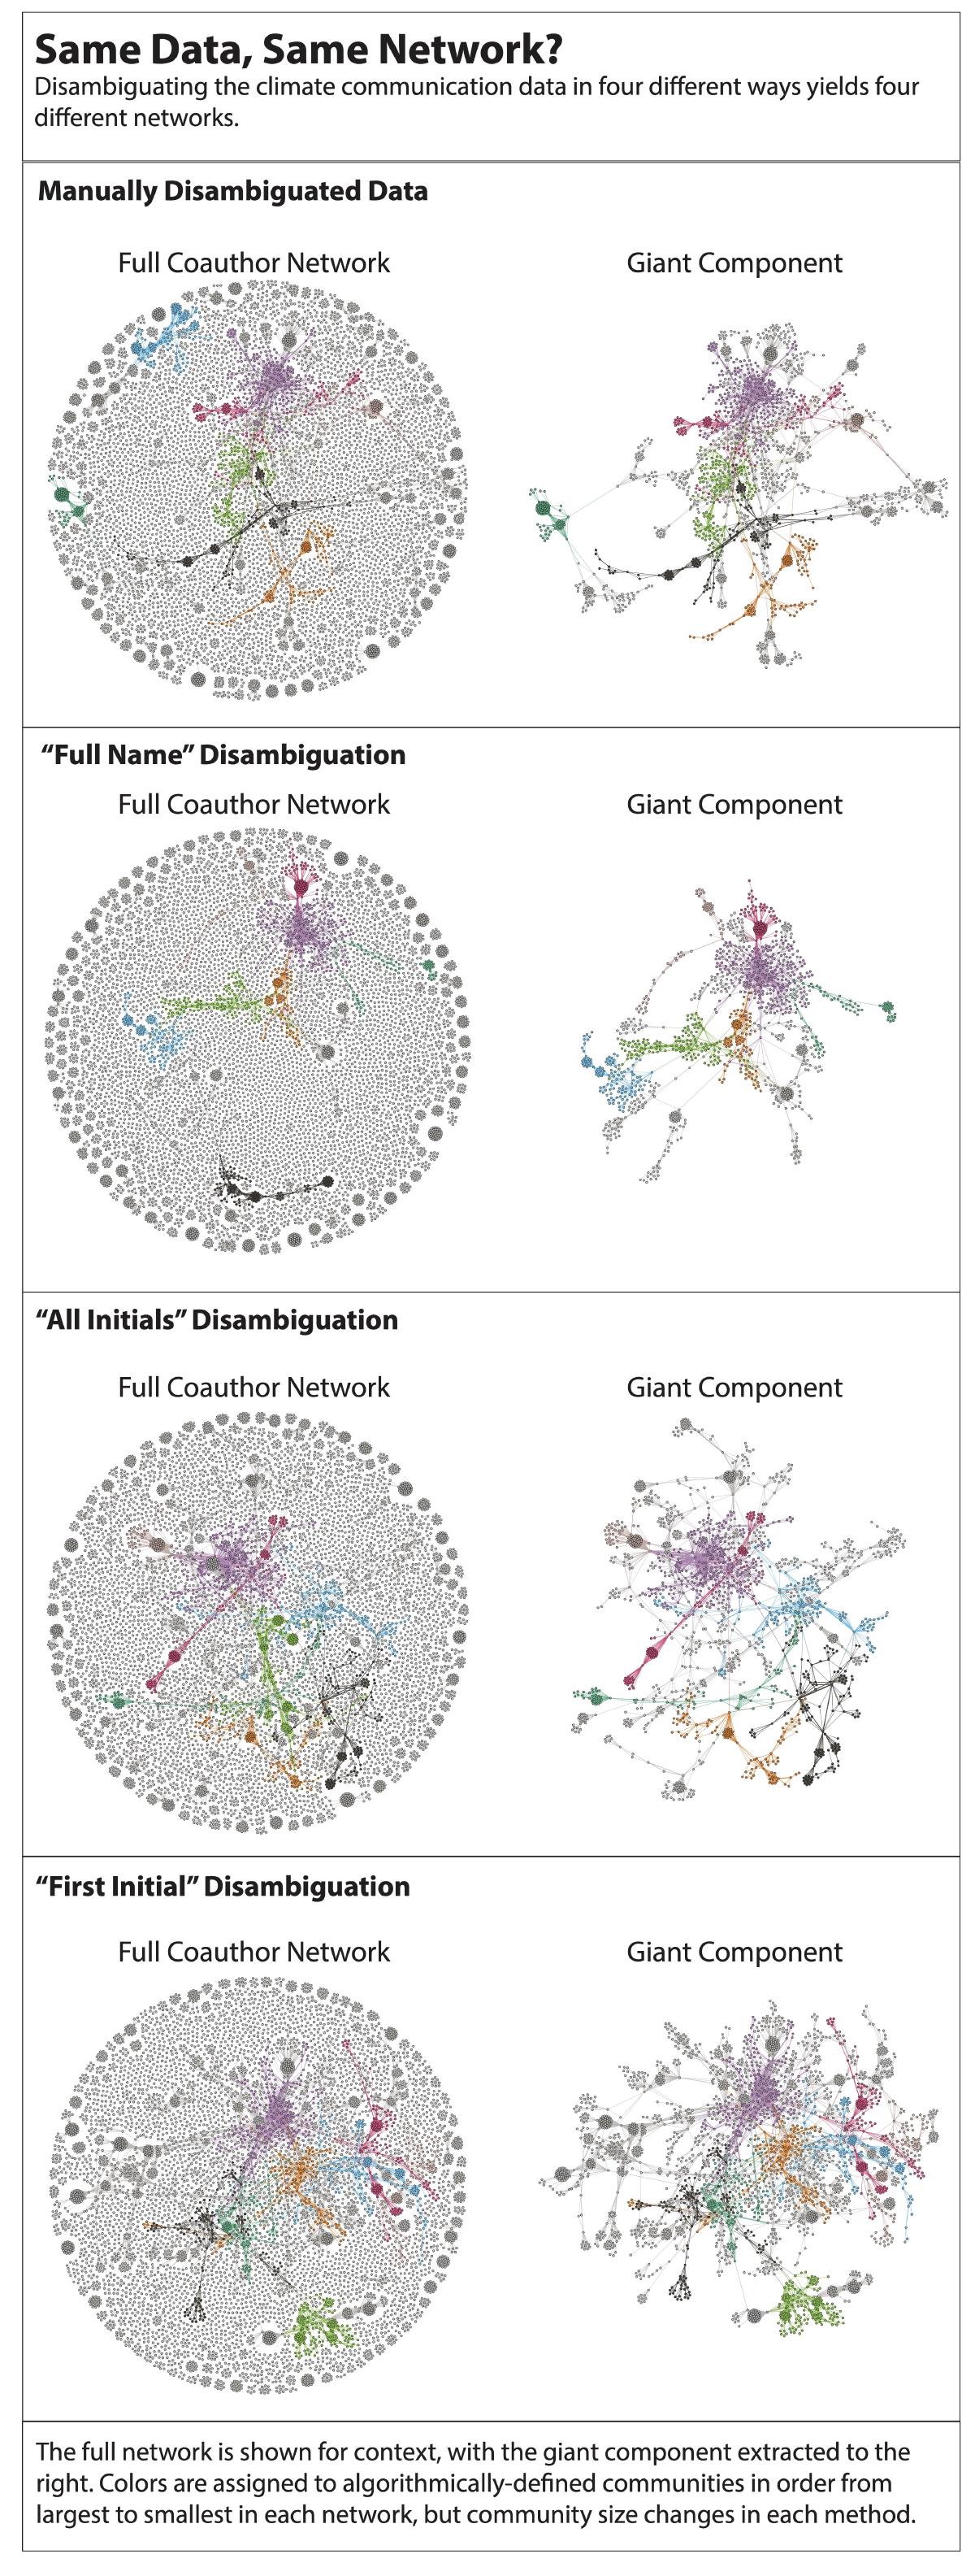 Same Data, Same Network?
Disambiguating the climate communication data in four different ways yields four
different networks.
Manually Disambiguated Data
Full Coauthor Network
Giant Component
“Full Name” Disambiguation
Full Coauthor Network
Giant Component
“All Initials” Disambiguation
Full Coauthor Network
Giant Component
“First Initial” Disambiguation
Full Coauthor Network
Giant Component
The full network is shown for context, with the giant component extracted to the
right. Colors are assigned to algorithmically-defined communities in order from
largest to smallest in each network, but community size changes in each method.